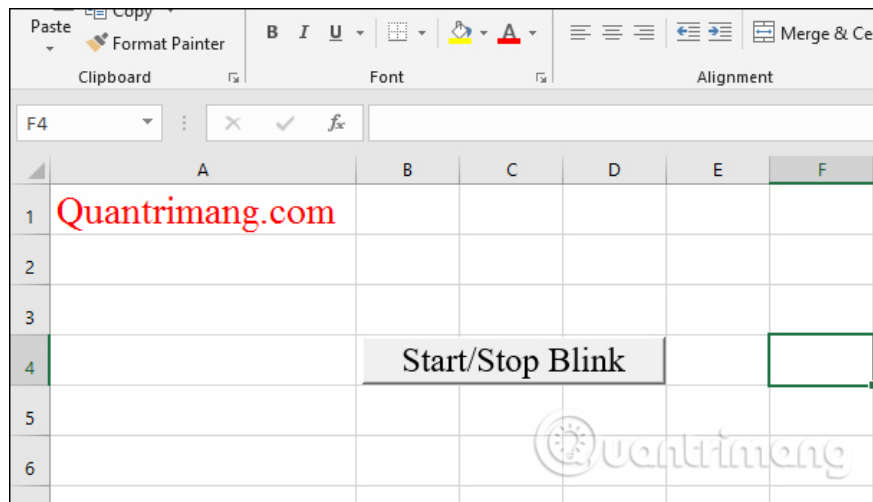 Copy
Paste
Format Painter
B I U A
Merge & Ce
Clipboard
Font
Alignment
F4
fx
A B C D E F
1 Quantrimang.com
2
3
4 Start/Stop Blink
5
6
Quantrimang